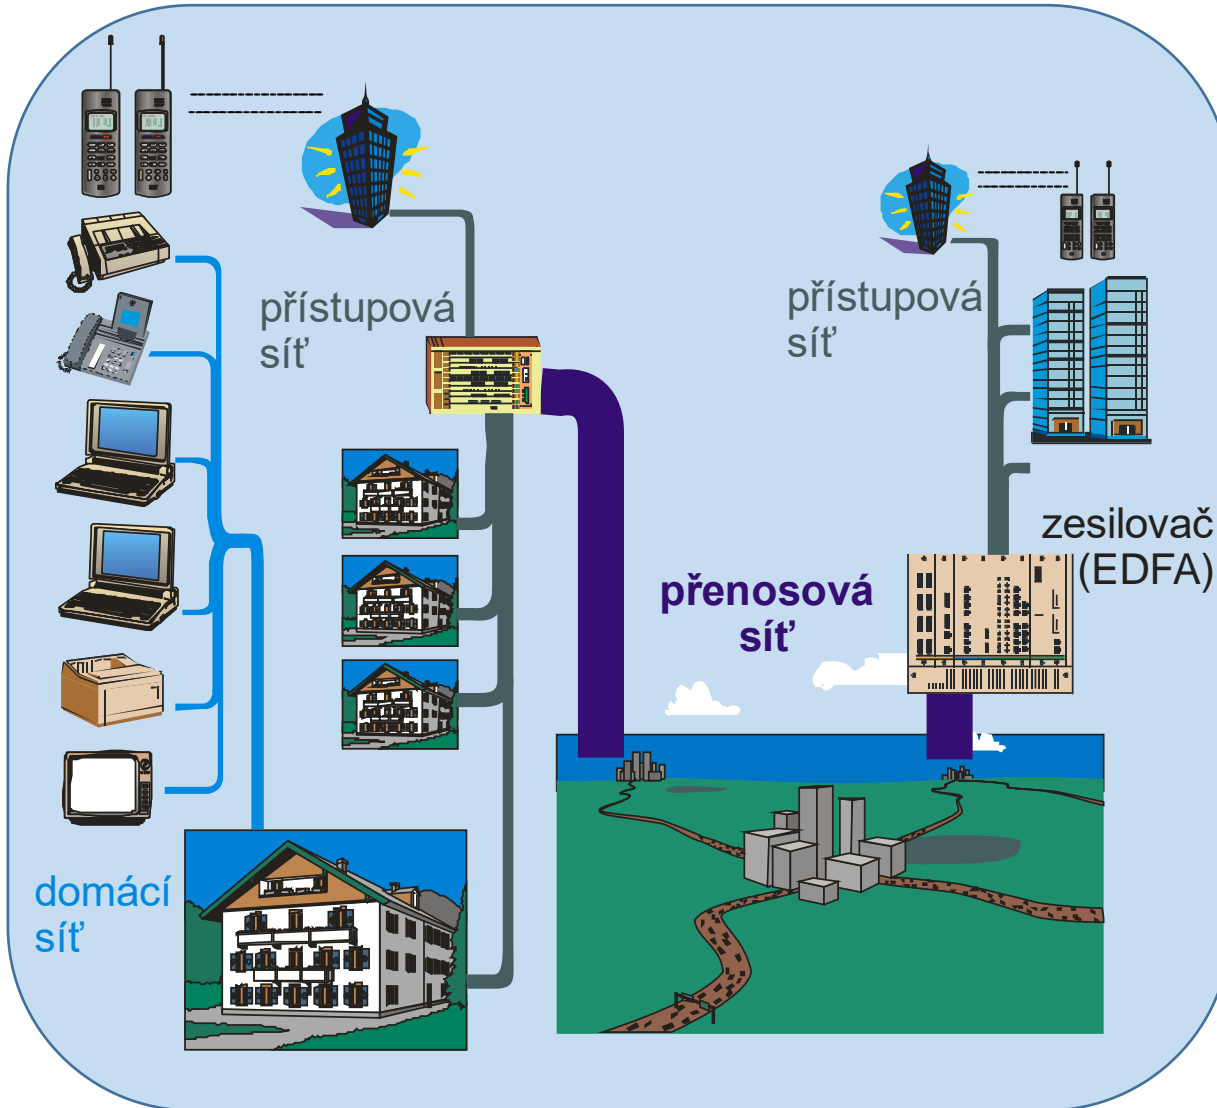 přístupová
síť
přístupová
síť
zesilovač
(EDFA)
přenosová
síť
domácí
síť